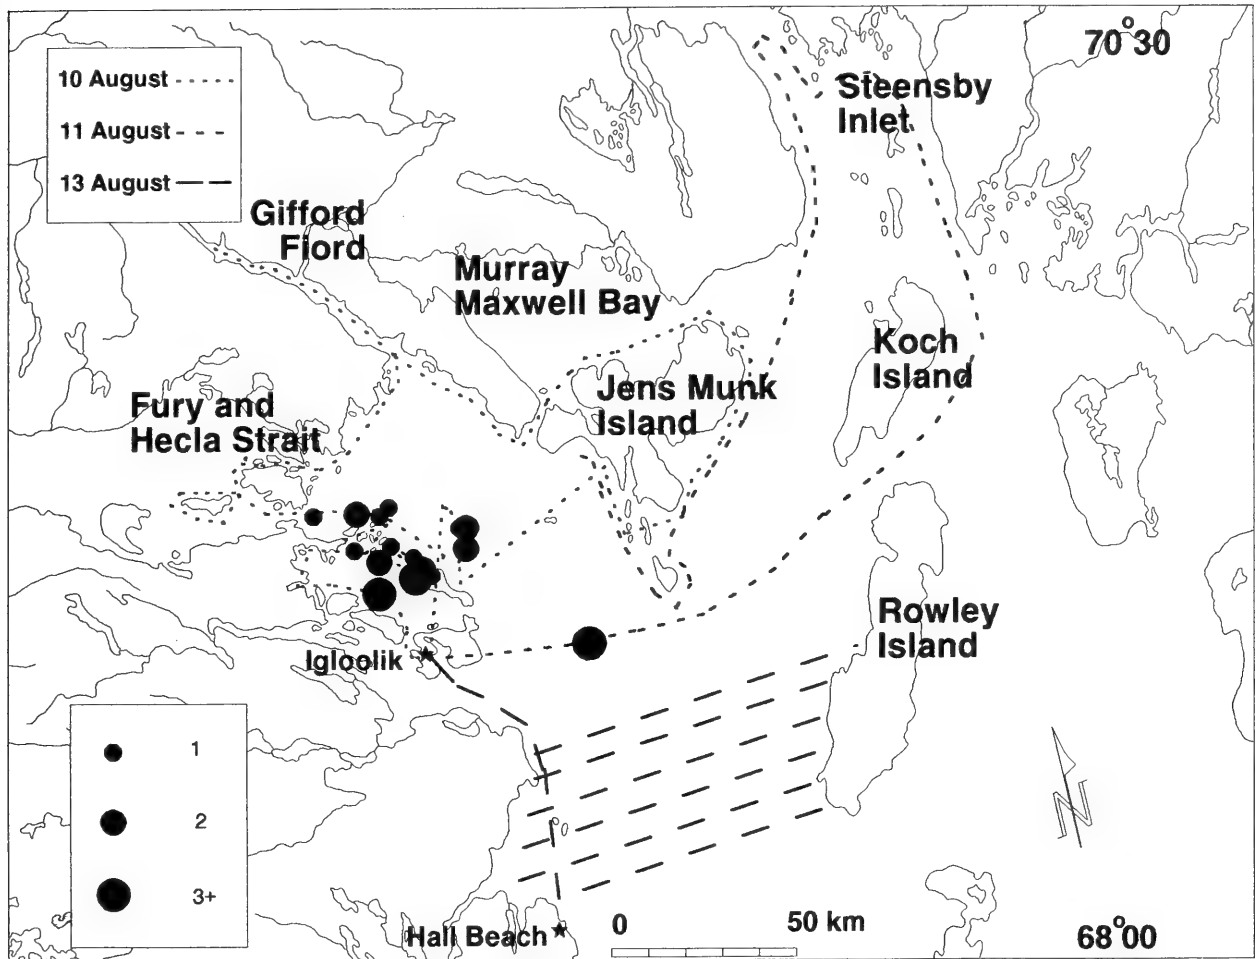 70°30
10 August
11 August
13 August
Steensby
Inlet
Gifford
Fiord
Murray
Maxwell Bay
Koch
Island
Jens Munk
Island
Fury and
Hecla Strait
Rowley
Island
Igloolik
1
2
3+
N
0 50 km
Hall Beach
68°00